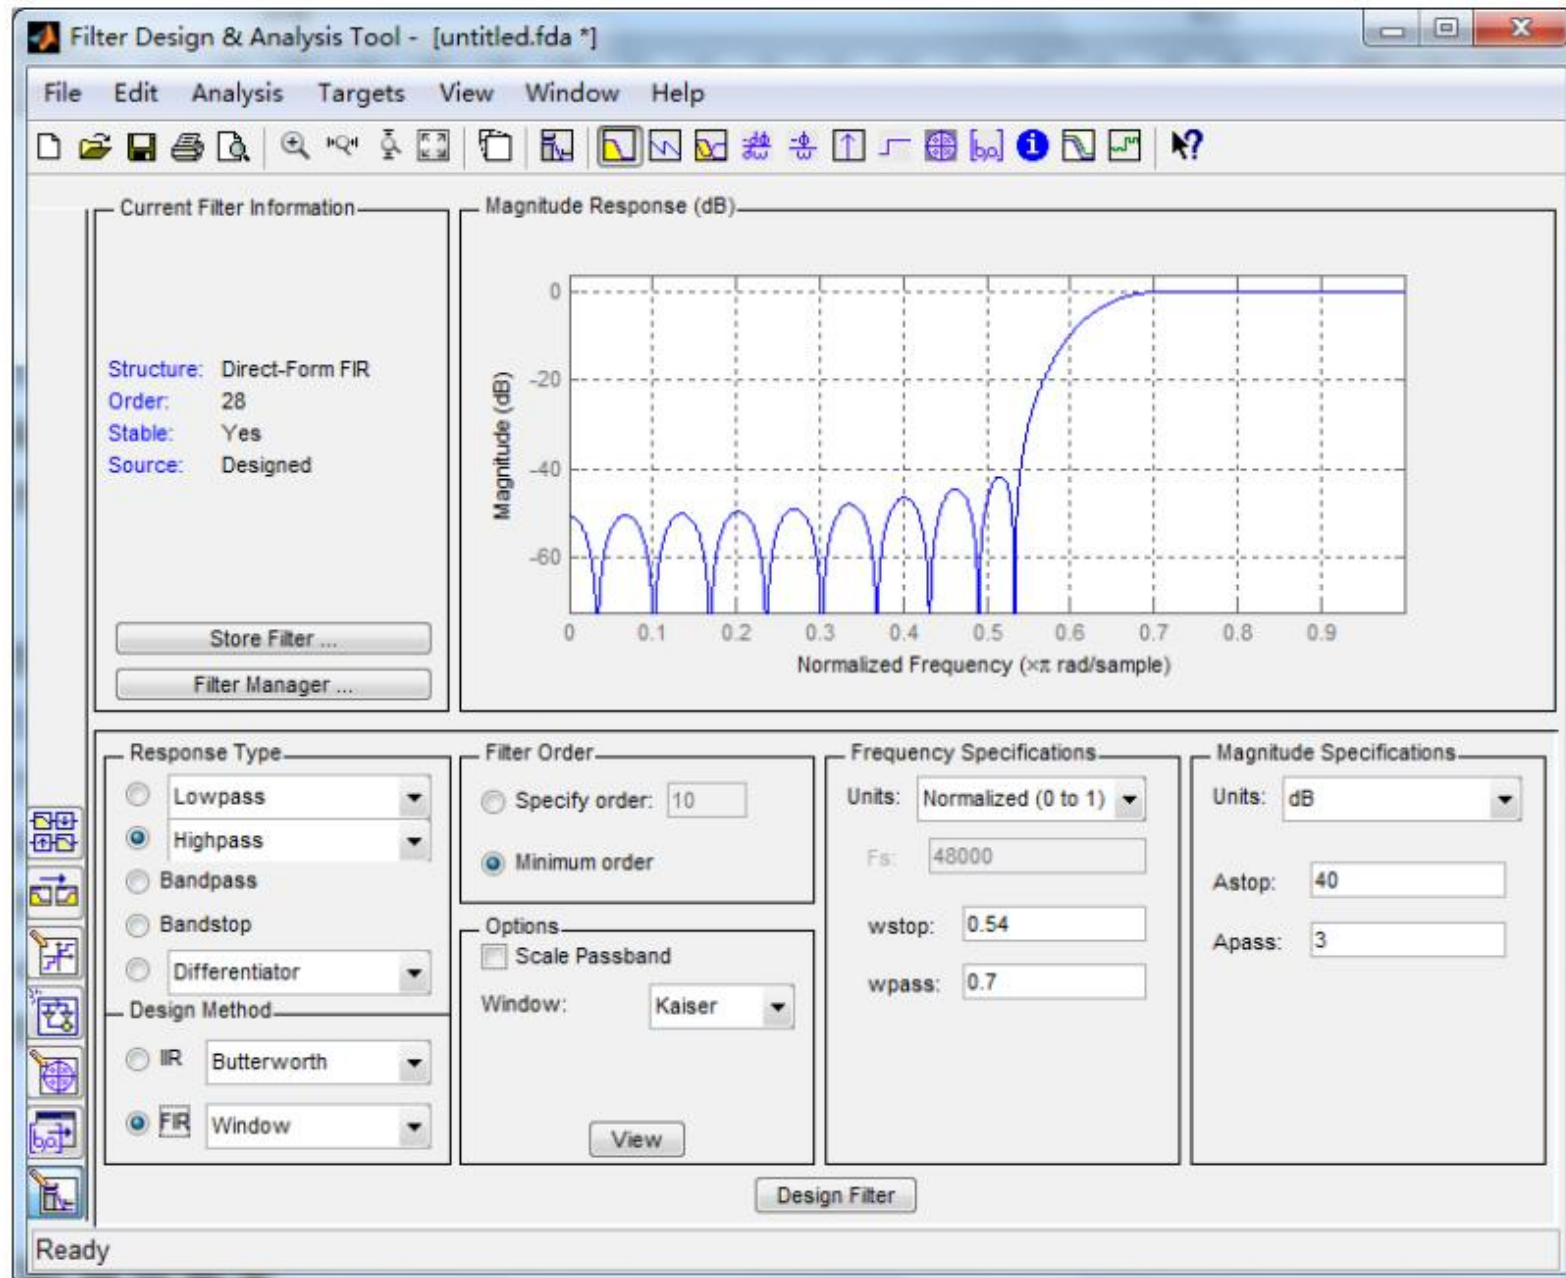 Filter Design & Analysis Tool - [untitled.fda *]
File Edit Analysis Targets View Window Help
Current Filter Information
Structure: Direct-Form FIR
Order: 28
Stable: Yes
Source: Designed
Store Filter ...
Filter Manager ...
Magnitude Response (dB)
0
-20
-40
-60
Magnitude (dB)
0 0.1 0.2 0.3 0.4 0.5 0.6 0.7 0.8 0.9
Normalized Frequency (×π rad/sample)
Response Type
Lowpass
Highpass
Bandpass
Bandstop
Differentiator
Design Method
IIR Butterworth
FIR Window
Filter Order
Specify order: 10
Minimum order
Options
Scale Passband
Window: Kaiser
View
Frequency Specifications
Units: Normalized (0 to 1)
Fs: 48000
wstop: 0.54
wpass: 0.7
Magnitude Specifications
Units: dB
Astop: 40
Apass: 3
Design Filter
Ready